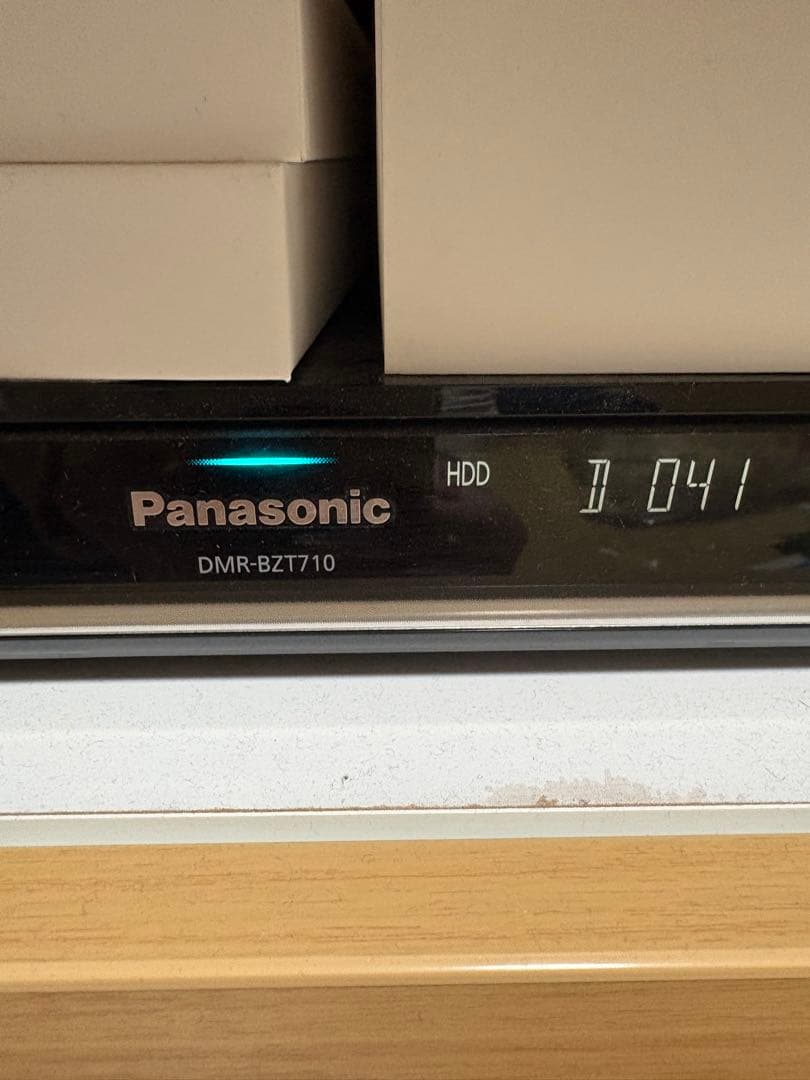 HDD
D 041
Panasonic
DMR-BZT710